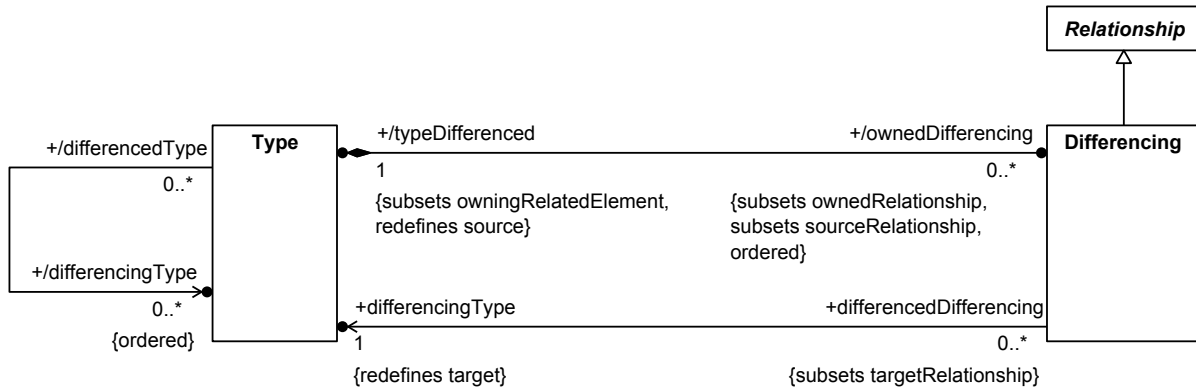 Relationship
+/differencedType
Type
+/typeDifferenced
+/ownedDifferencing
Differencing
0..*
1
0..*
{subsets owningRelatedElement,
redefines source}
{subsets ownedRelationship,
subsets sourceRelationship,
ordered}
+/differencingType
0..*
{ordered}
+differencingType
+differencedDifferencing
1
0..*
{redefines target}
{subsets targetRelationship}